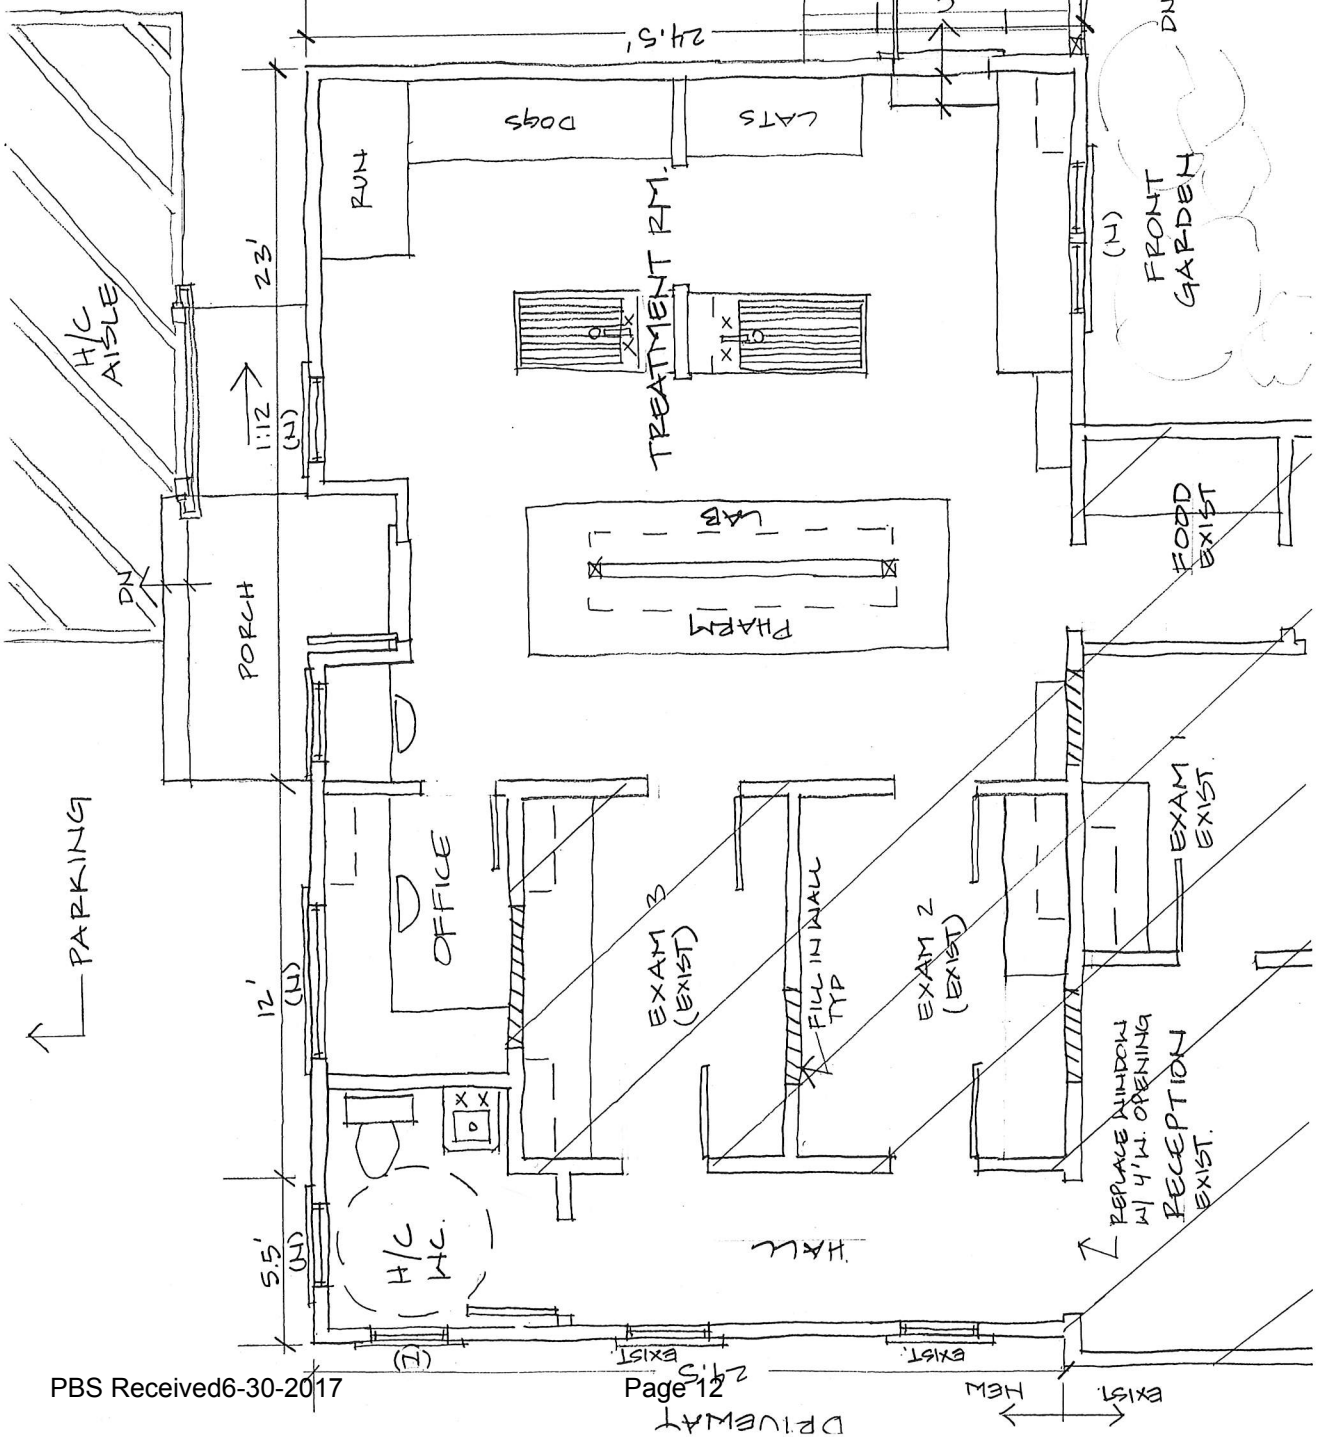 24.5'
DN
RUN
DOGS
CATS
TREATMENT RM.
23'
H/C
AISLE
1:12
(N)
(N)
FRONT
GARDEN
LAB
PHARM
FOOD
EXIST
DN
PORCH
PARKING
OFFICE
EXAM 3
(EXIST)
FILL IN WALL
TYP
EXAM 2
(EXIST)
EXAM 1
EXIST.
12'
(N)
REPLACE WINDOW
W/ 4' W. OPENING
RECEPTION
EXIST.
5.5'
(N)
H/C
WC.
HALL
(N)
EXIST.
EXIST.
24.5'
NEW
EXIST.
DRIVEWAY
PBS Received6-30-2017
Page 12